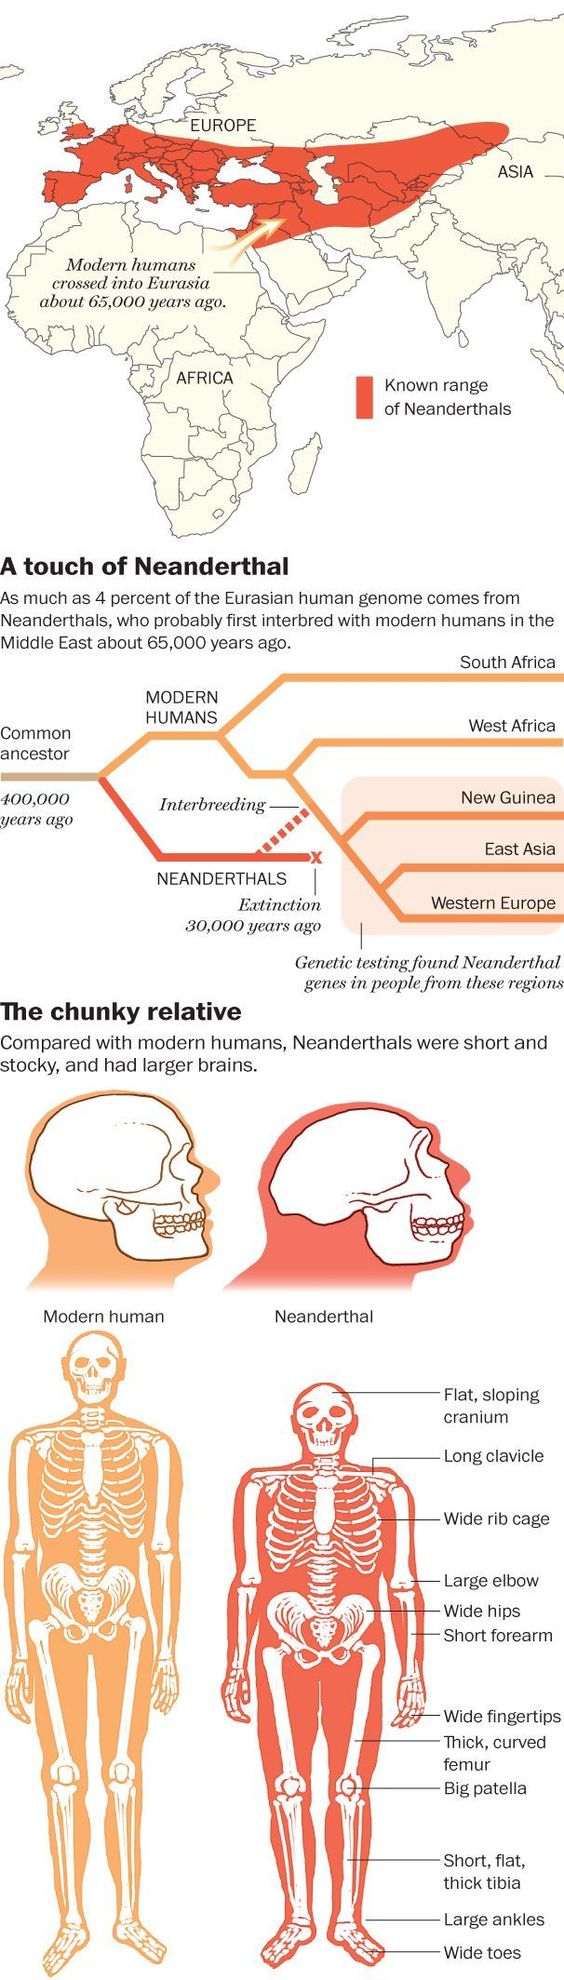 EUROPE
ASIA
Modern humans
crossed into Eurasia
about 65,000 years ago.
AFRICA
Known range
of Neanderthals
A touch of Neanderthal
As much as 4 percent of the Eurasian human genome comes from
Neanderthals, who probably first interbred with modern humans in the
Middle East about 65,000 years ago.
South Africa
MODERN
HUMANS
West Africa
Common
ancestor
400,000
years ago
Interbreeding
New Guinea
East Asia
NEANDERTHALS
Western Europe
Extinction
30,000 years ago
x
Genetic testing found Neanderthal
genes in people from these regions
The chunky relative
Compared with modern humans, Neanderthals were short and
stocky, and had larger brains.
Modern human
Neanderthal
Flat, sloping
cranium
Long clavicle
Wide rib cage
Large elbow
Wide hips
Short forearm
Wide fingertips
Thick, curved
femur
Big patella
Short, flat,
thick tibia
Large ankles
Wide toes